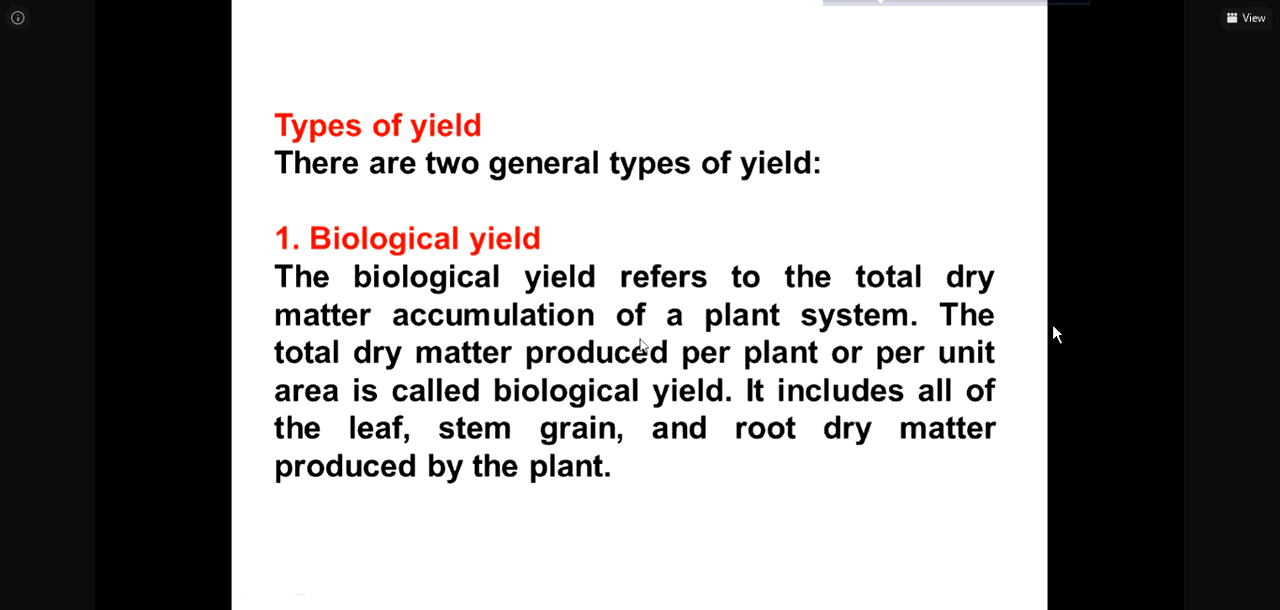 View
Types of yield
There are two general types of yield:
1. Biological yield
The biological yield refers to the total dry
matter accumulation of a plant system. The
total dry matter produced per plant or per unit
area is called biological yield. It includes all of
the leaf, stem grain, and root dry matter
produced by the plant.